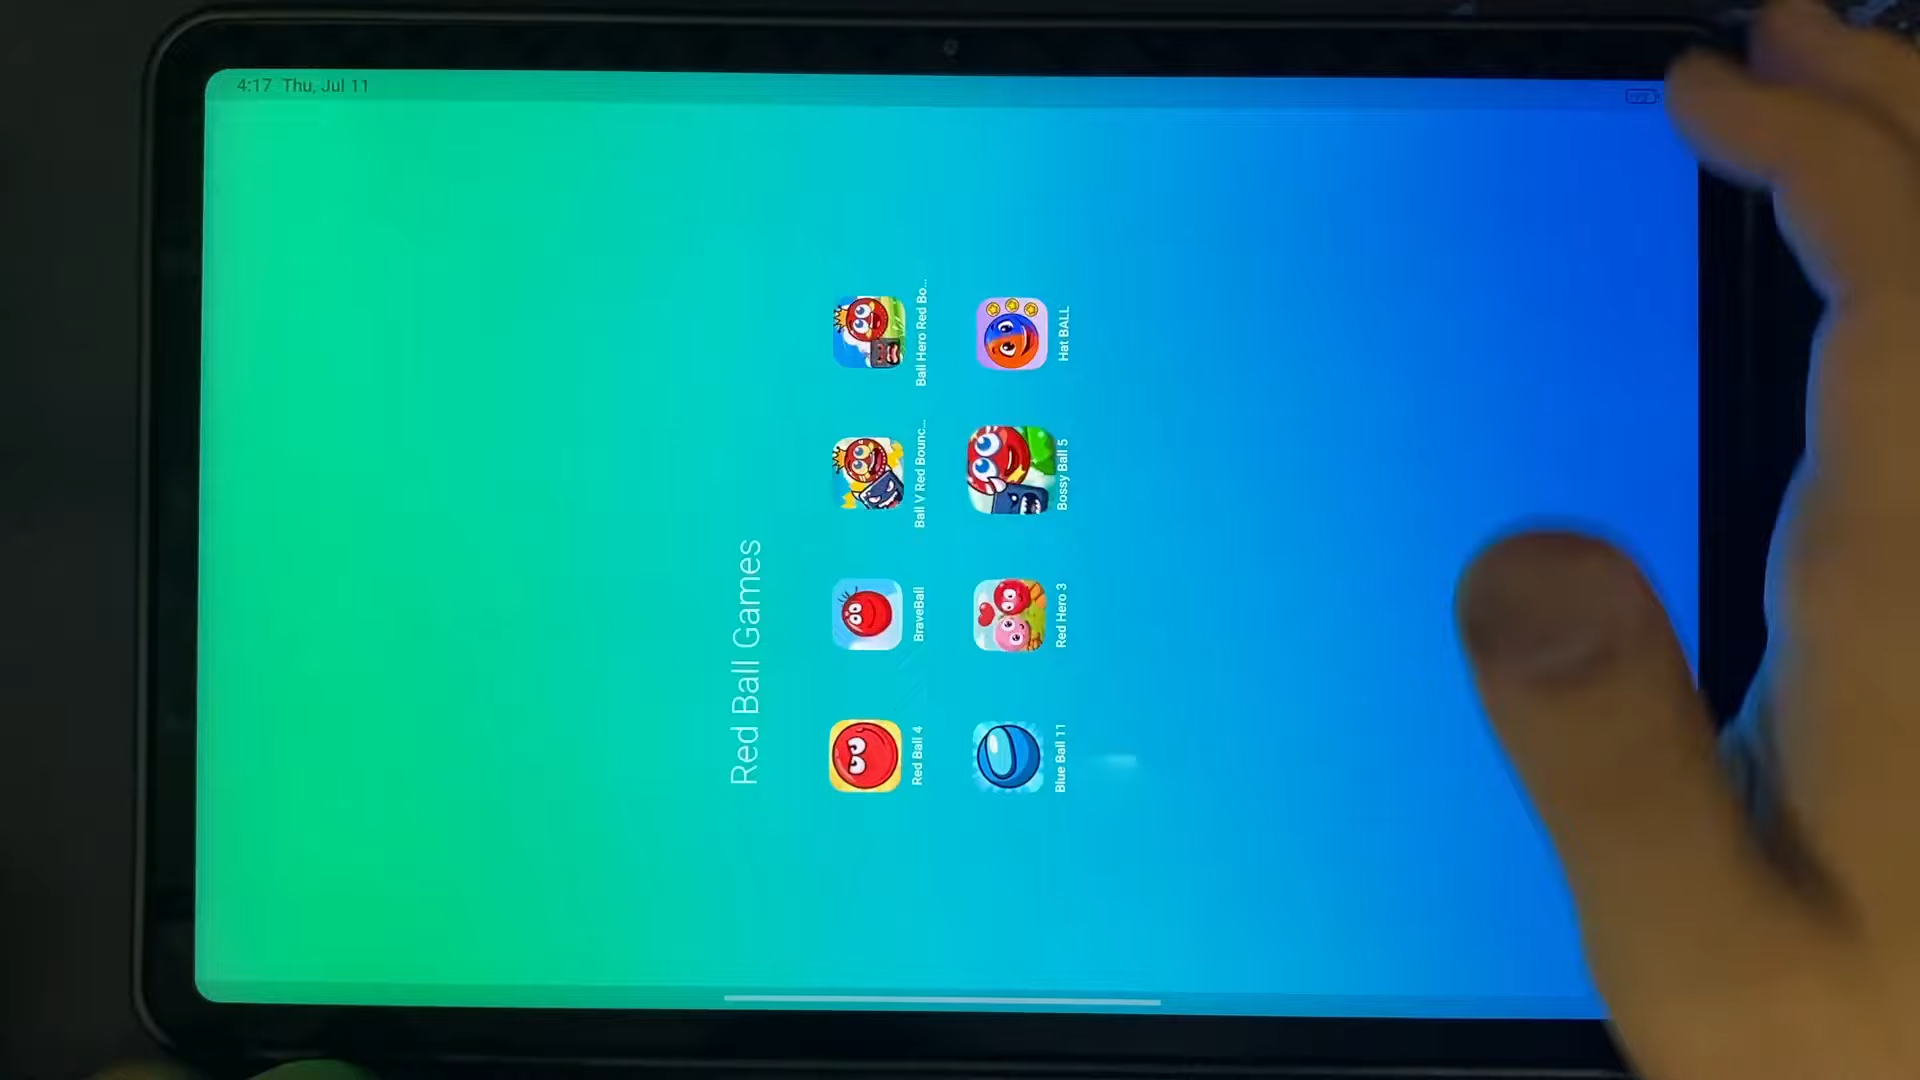 4:17 Thu, Jul 11
Red Ball Games
Red Ball 4
BraveBall
Ball V Red Bounc...
Ball Hero Red Bo...
Blue Ball 11
Red Hero 3
Bossy Ball 5
Hat BALL